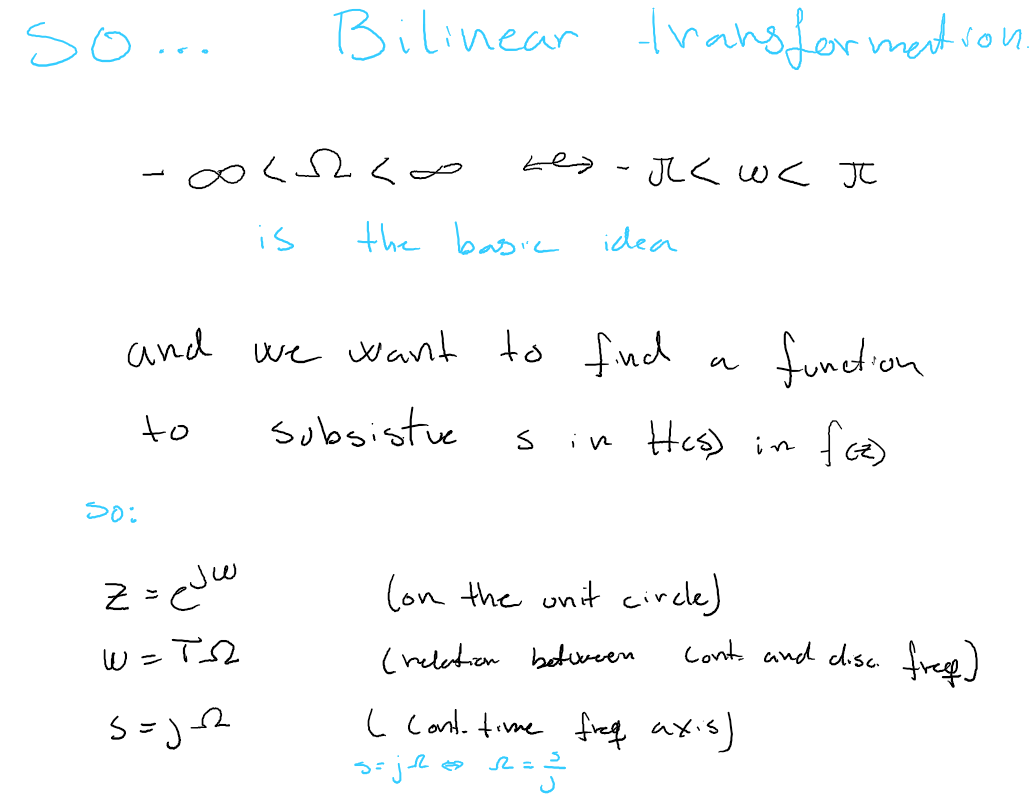 SO... Bilinear transformation.
- ∞ < Ω < ∞ ↔ - π < ω < π
is the basic idea
and we want to find a function
to subsistue s in H(s) in f(z)
SO:
z = e^jω (on the unit circle)
ω = TΩ (relation between cont. and disc. freq)
s = jΩ (cont. time freq axis)
s = jΩ ⇔ Ω = s/j